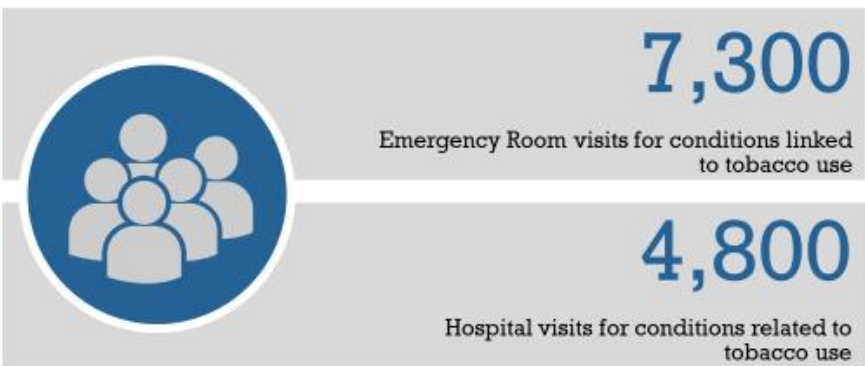 7,300
Emergency Room visits for conditions linked
to tobacco use
4,800
Hospital visits for conditions related to
tobacco use